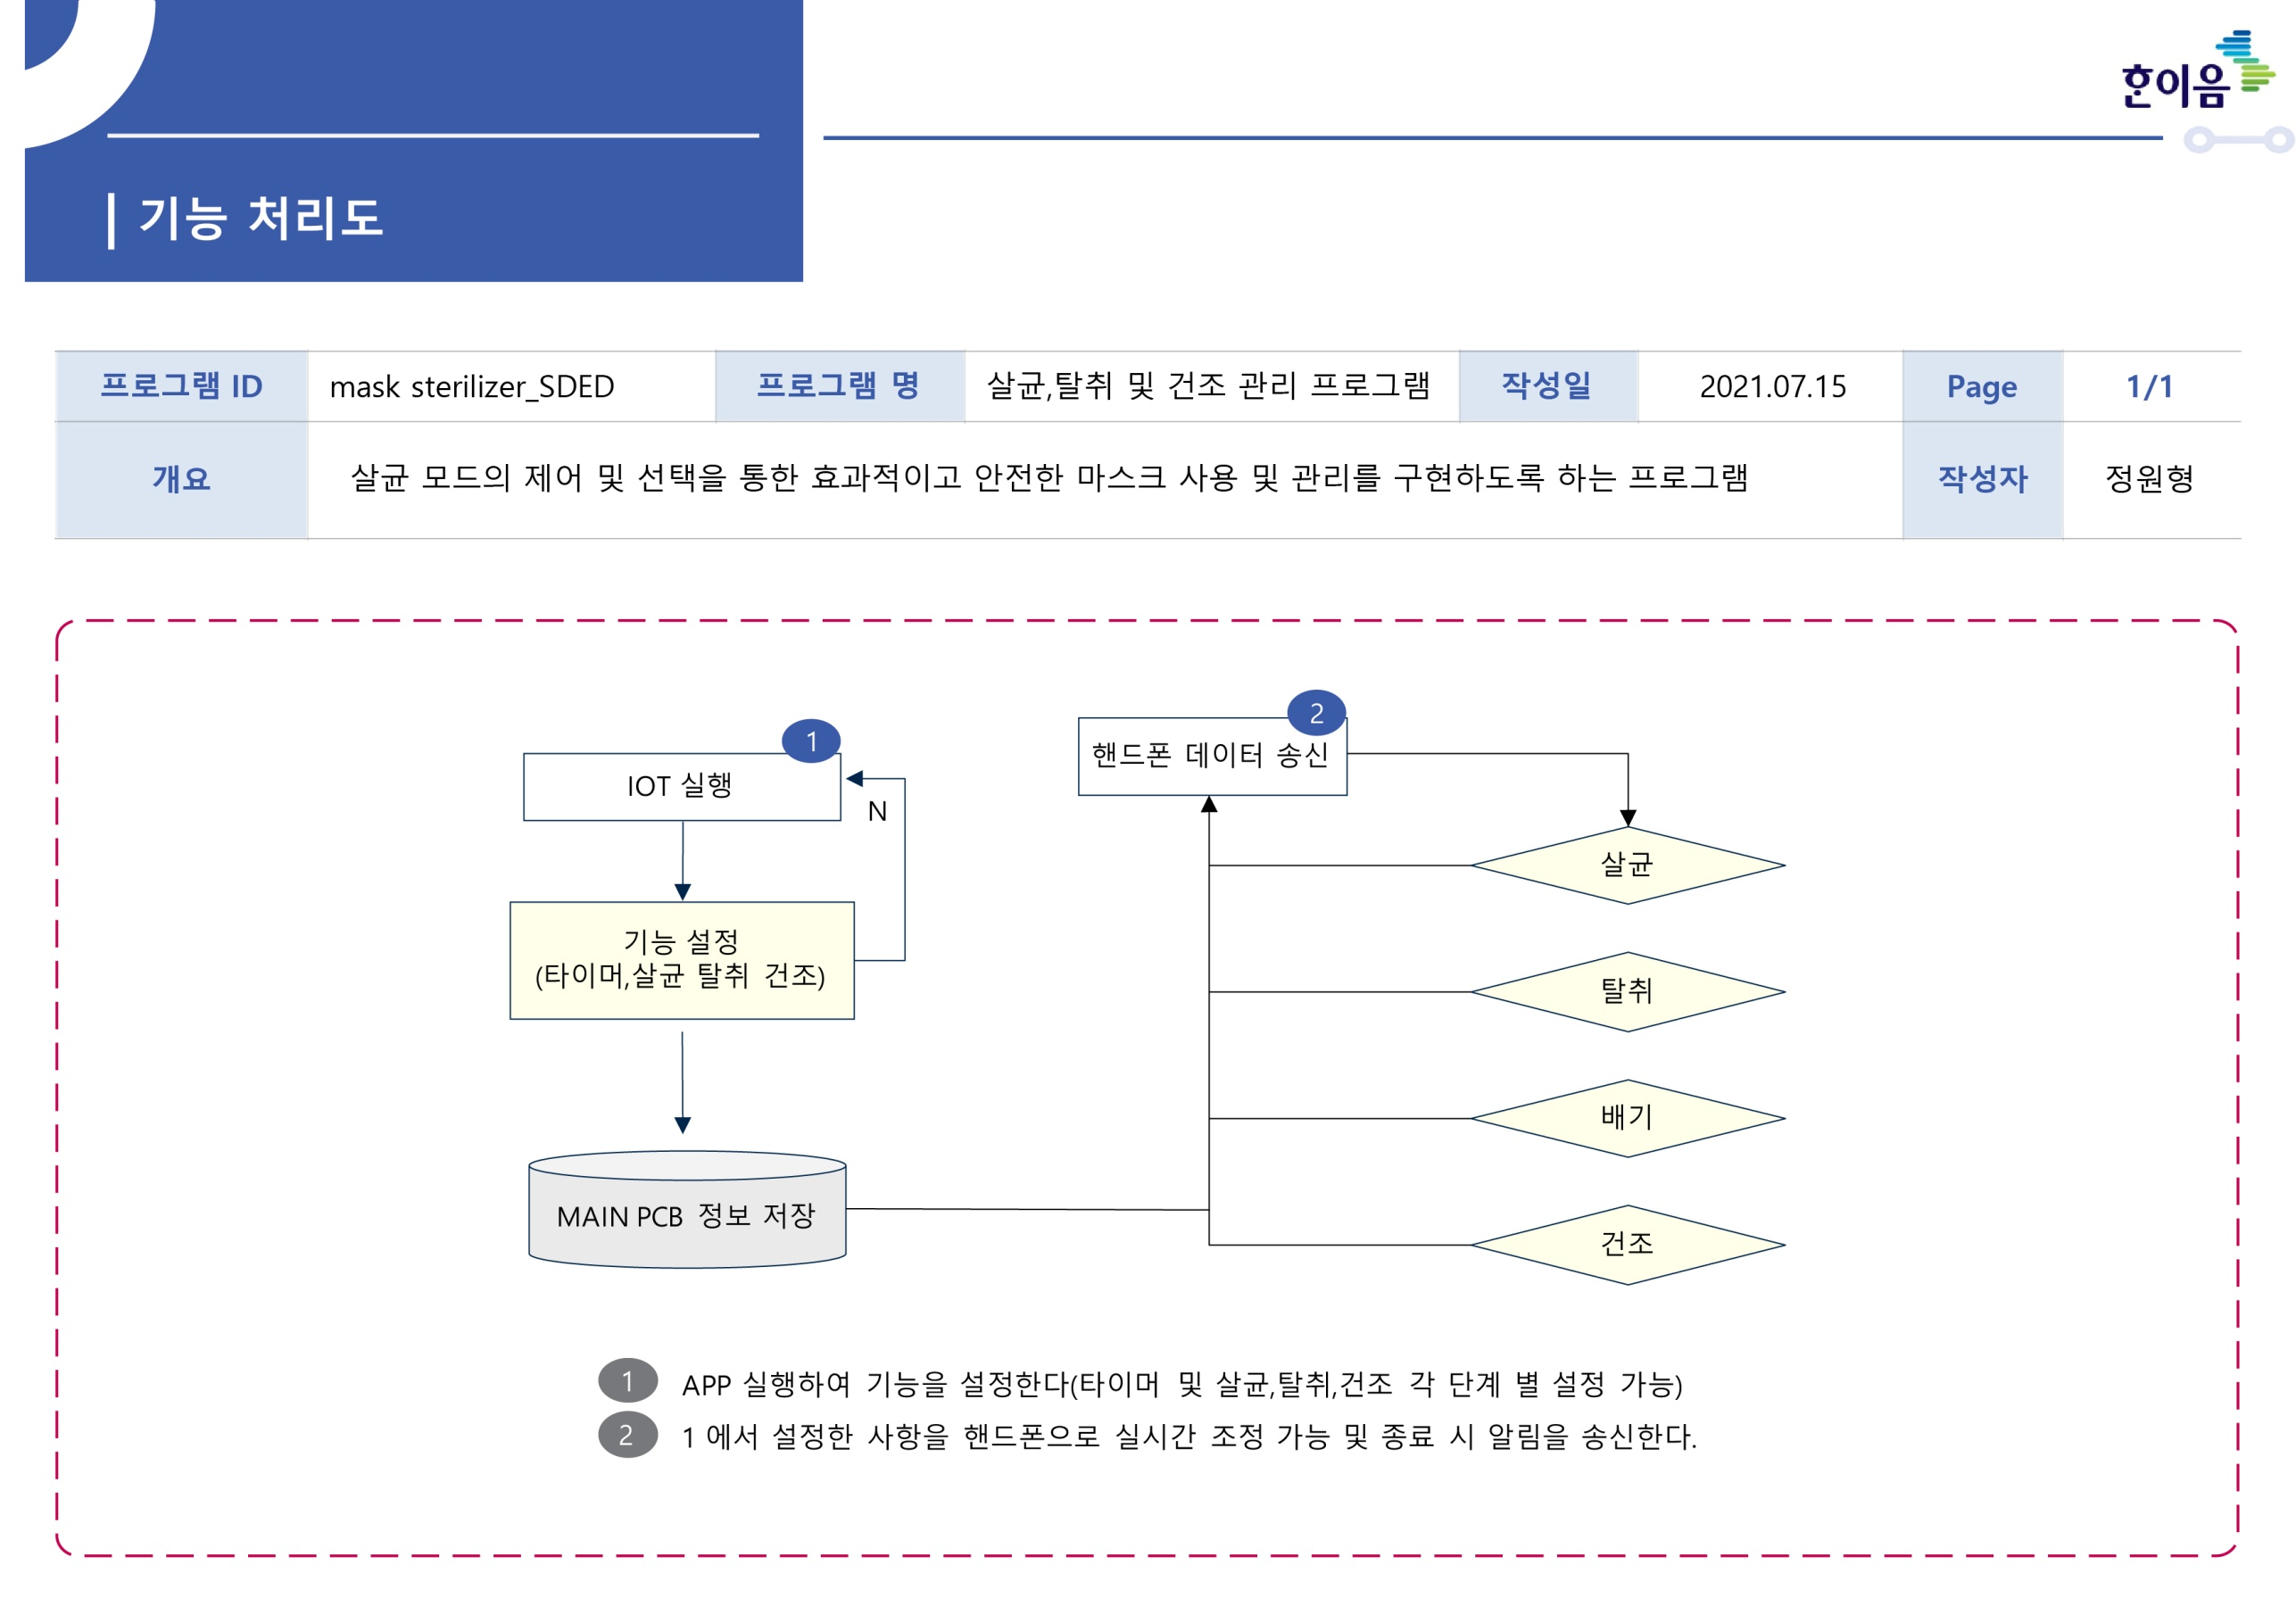 한이음
| 기능 처리도
프로그램 ID mask sterilizer_SDED 프로그램 명 살균,탈취 및 건조 관리 프로그램 작성일 2021.07.15 Page 1/1
개요 살균 모드의 제어 및 선택을 통한 효과적이고 안전한 마스크 사용 및 관리를 구현하도록 하는 프로그램 작성자 정원형
1
IOT 실행
N
기능 설정
(타이머,살균 탈취 건조)
MAIN PCB 정보 저장
2
핸드폰 데이터 송신
살균
탈취
배기
건조
1 APP 실행하여 기능을 설정한다(타이머 및 살균,탈취,건조 각 단계 별 설정 가능)
2 1 에서 설정한 사항을 핸드폰으로 실시간 조정 가능 및 종료 시 알림을 송신한다.